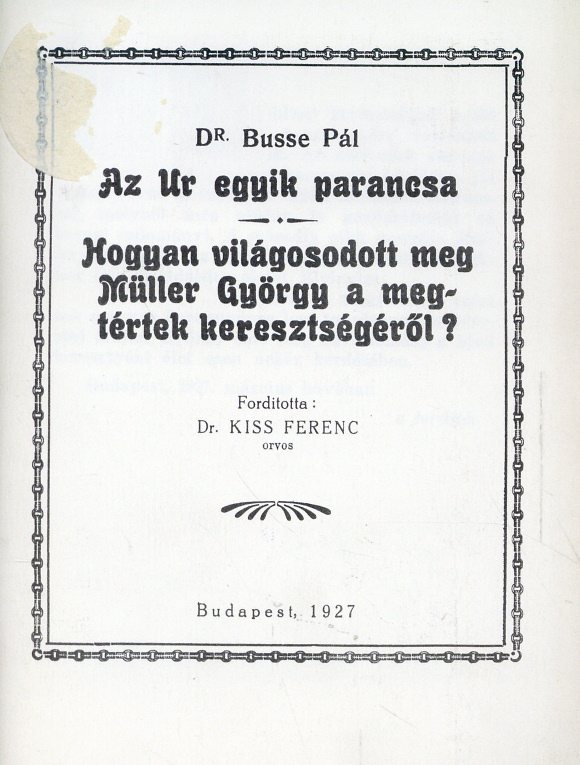 DR. Busse Pál
Az Ur egyik parancsa
Hogyan világosodott meg
Müller György a meg-
tértek keresztségéről?
Forditotta:
Dr. KISS FERENC
orvos
Budapest, 1927